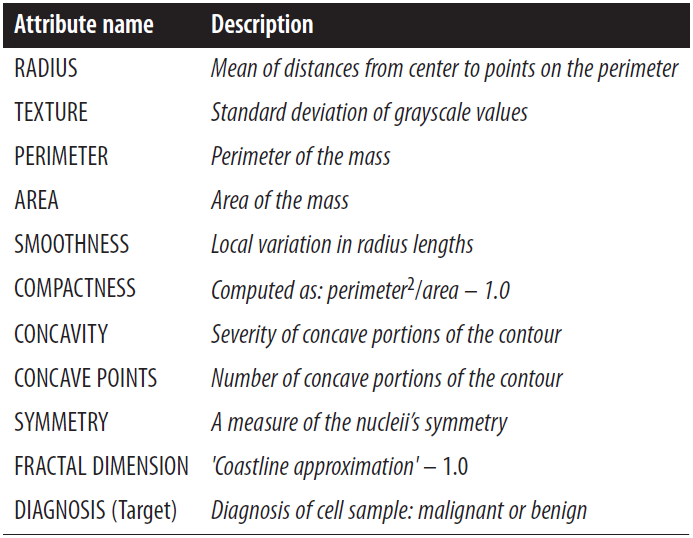 Attribute name Description
RADIUS Mean of distances from center to points on the perimeter
TEXTURE Standard deviation of grayscale values
PERIMETER Perimeter of the mass
AREA Area of the mass
SMOOTHNESS Local variation in radius lengths
COMPACTNESS Computed as: perimeter²/area – 1.0
CONCAVITY Severity of concave portions of the contour
CONCAVE POINTS Number of concave portions of the contour
SYMMETRY A measure of the nucleii’s symmetry
FRACTAL DIMENSION 'Coastline approximation' – 1.0
DIAGNOSIS (Target) Diagnosis of cell sample: malignant or benign